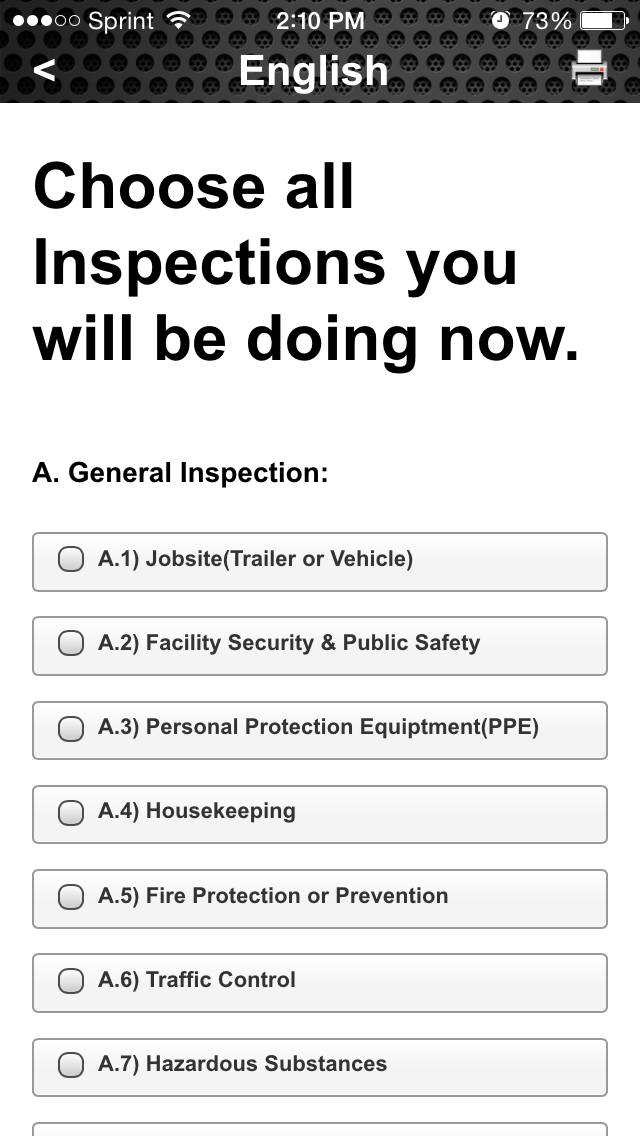 Sprint 2:10 PM 73%
< English
Choose all
Inspections you
will be doing now.
A. General Inspection:
A.1) Jobsite(Trailer or Vehicle)
A.2) Facility Security & Public Safety
A.3) Personal Protection Equiptment(PPE)
A.4) Housekeeping
A.5) Fire Protection or Prevention
A.6) Traffic Control
A.7) Hazardous Substances